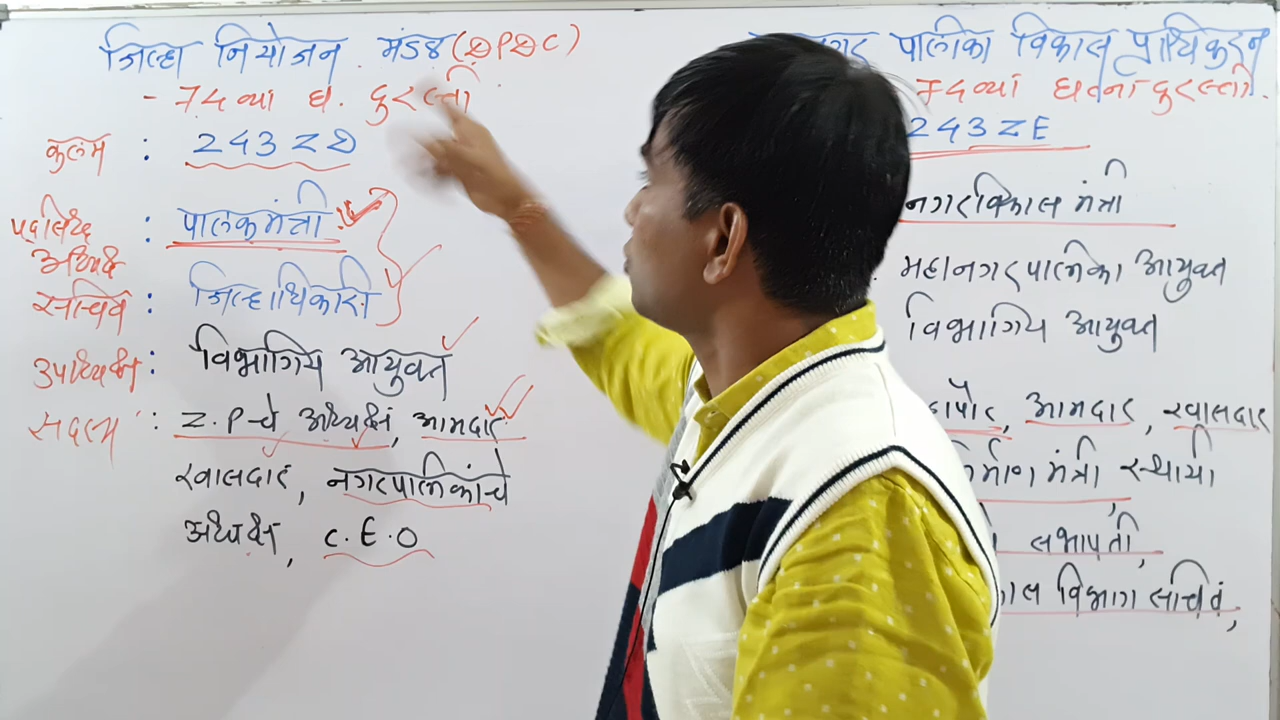 जिल्हा नियोजन मंडळ (DPDC)
- 74 व्या घ. दुरुस्ती
कलम : 243 ZD
पदसिद्ध अध्यक्ष : पालकमंत्री
सचिव : जिल्हाधिकारी
उपाध्यक्ष : विभागिय आयुक्त
सदस्य : Z.P चे अध्यक्ष, आमदार
खासदार, नगरपालिकांचे
अध्यक्ष, C.E.O
पालिका विकास प्राधिकरण
74 व्या घटना दुरुस्ती.
243 ZE
नगरविकास मंत्री
महानगरपालिका आयुक्त
विभागिय आयुक्त
आमदार, खासदार
मंत्री, स्थायी
सभापती,
विभाग सचिव,